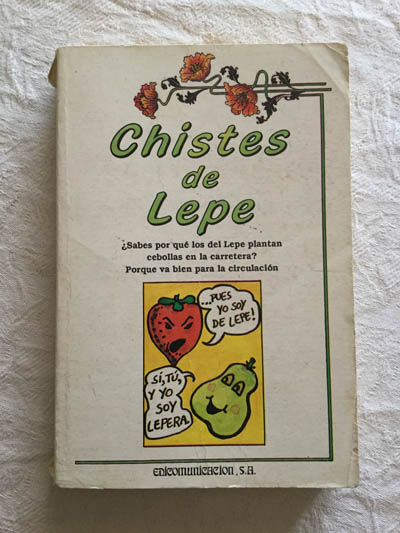 Chistes
de
Lepe
¿Sabes por qué los del Lepe plantan
cebollas en la carretera?
Porque va bien para la circulación
...PUES
YO SOY
DE LEPE!
SÍ, TÚ,
Y YO
SOY
LEPERA.
EDICOMUNICACION, S.A.